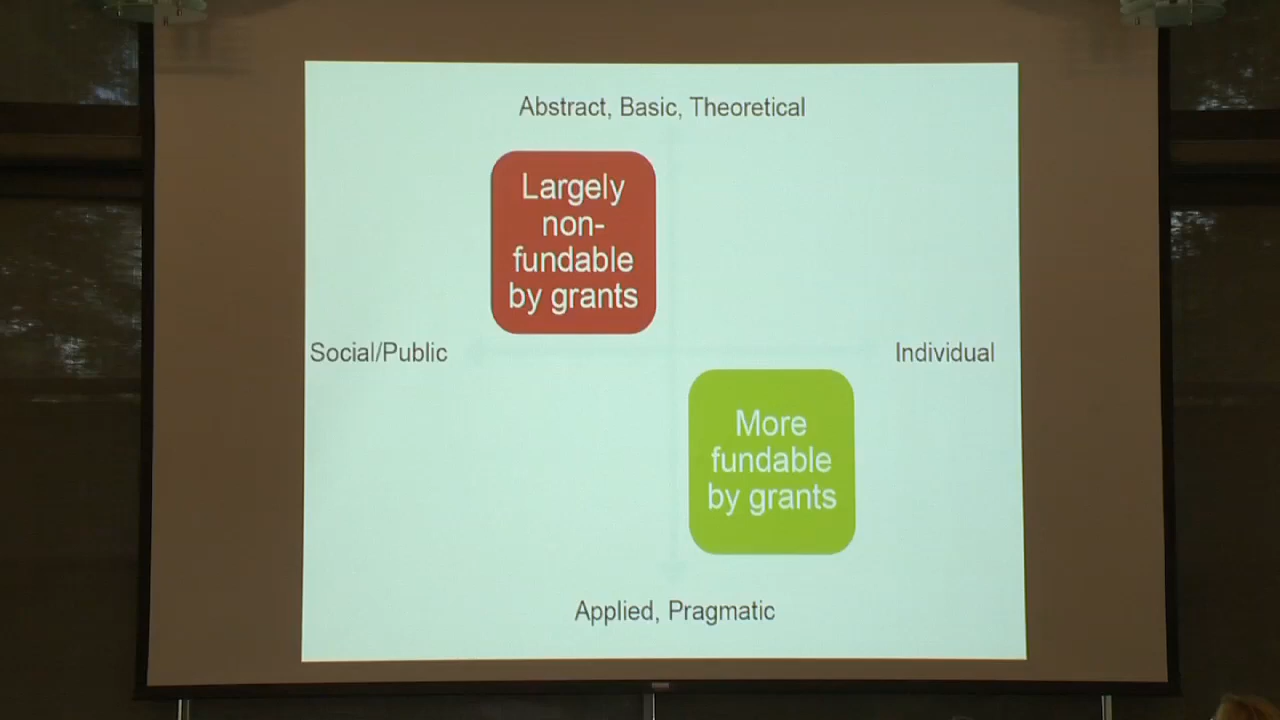 Abstract, Basic, Theoretical
Largely
non-
fundable
by grants
Social/Public
Individual
More
fundable
by grants
Applied, Pragmatic